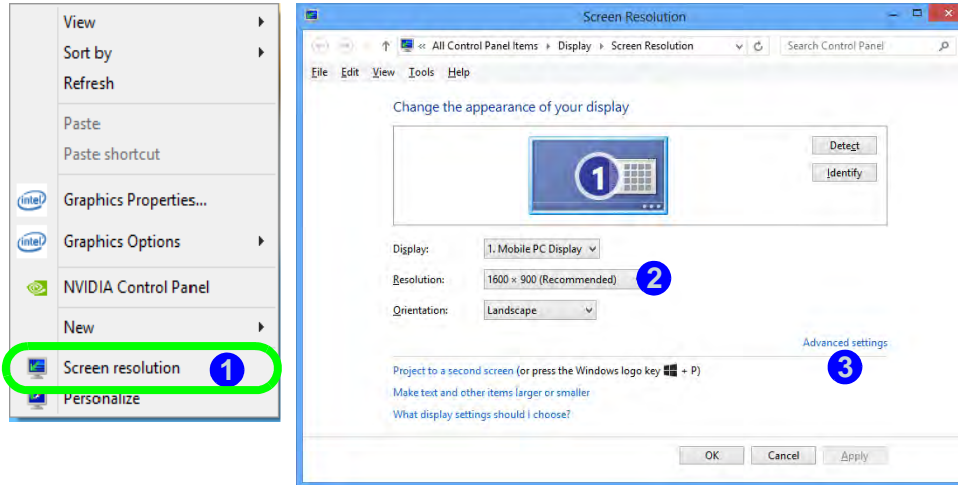 View
Sort by
Refresh
Paste
Paste shortcut
intel
Graphics Properties...
intel
Graphics Options
NVIDIA Control Panel
New
Screen resolution 1
Personalize
Screen Resolution
« All Control Panel Items Display Screen Resolution Search Control Panel
File Edit View Tools Help
Change the appearance of your display
1
Detect
Identify
Display: 1. Mobile PC Display
Resolution: 1600 × 900 (Recommended) 2
Orientation: Landscape
Advanced settings
3
Project to a second screen (or press the Windows logo key + P)
Make text and other items larger or smaller
What display settings should I choose?
OK Cancel Apply